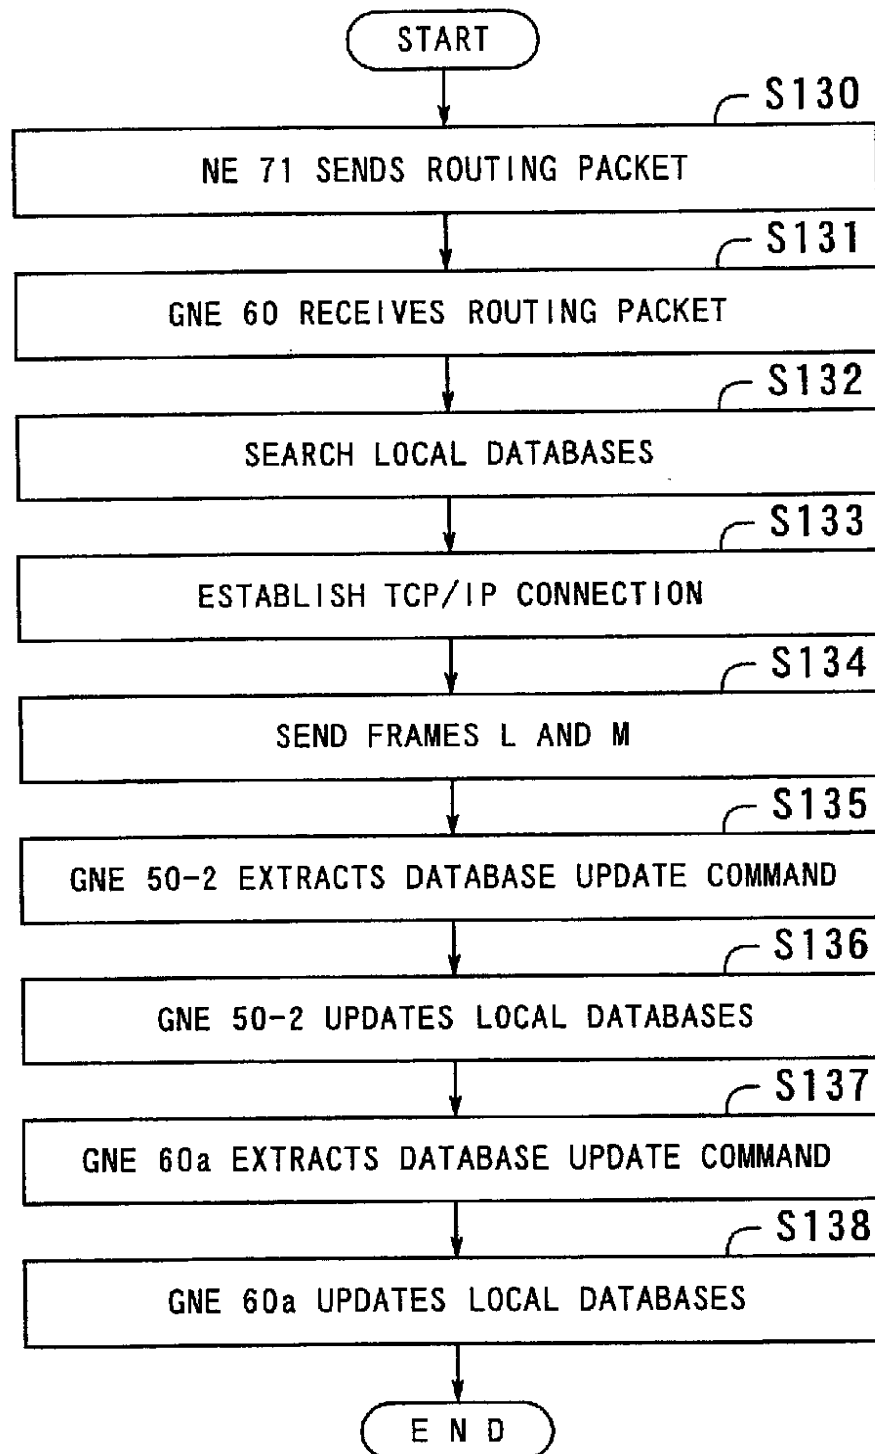 START
S130
NE 71 SENDS ROUTING PACKET
S131
GNE 60 RECEIVES ROUTING PACKET
S132
SEARCH LOCAL DATABASES
S133
ESTABLISH TCP/IP CONNECTION
S134
SEND FRAMES L AND M
S135
GNE 50-2 EXTRACTS DATABASE UPDATE COMMAND
S136
GNE 50-2 UPDATES LOCAL DATABASES
S137
GNE 60a EXTRACTS DATABASE UPDATE COMMAND
S138
GNE 60a UPDATES LOCAL DATABASES
END